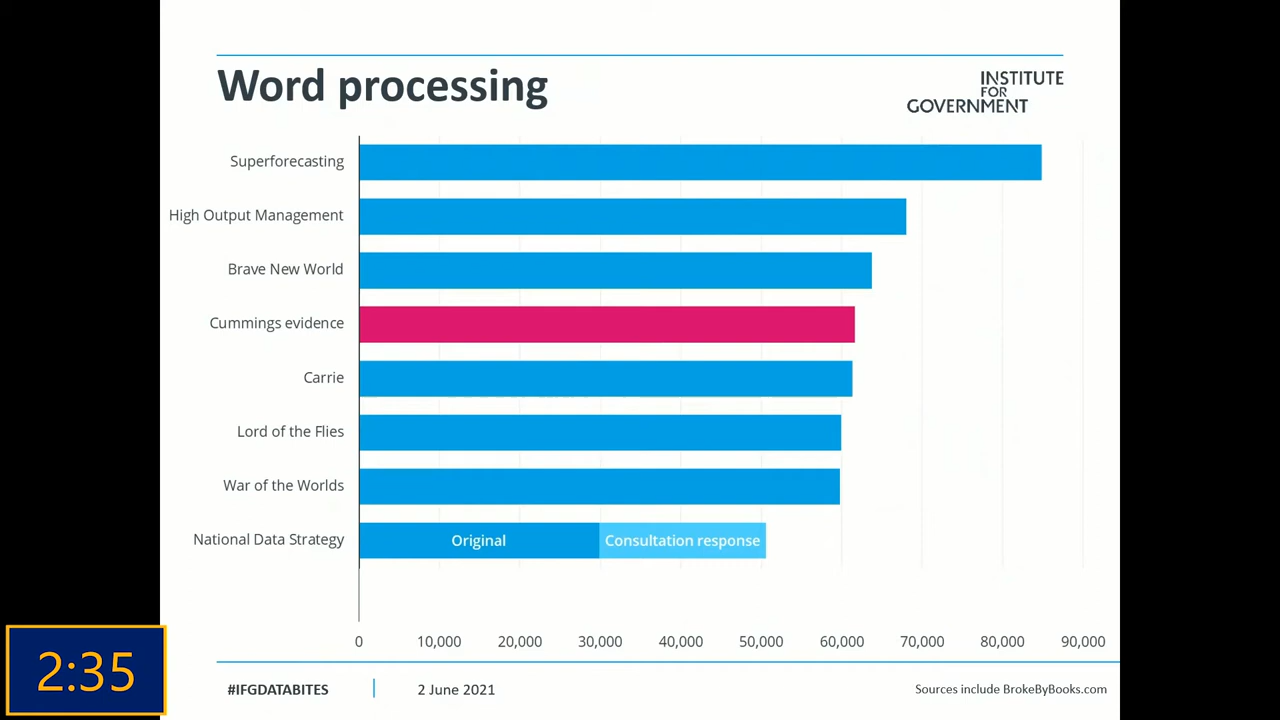 Word processing
INSTITUTE
FOR
GOVERNMENT
Superforecasting
High Output Management
Brave New World
Cummings evidence
Carrie
Lord of the Flies
War of the Worlds
National Data Strategy
Original
Consultation response
0
10,000
20,000
30,000
40,000
50,000
60,000
70,000
80,000
90,000
2:35
#IFGDATABITES
2 June 2021
Sources include BrokeByBooks.com